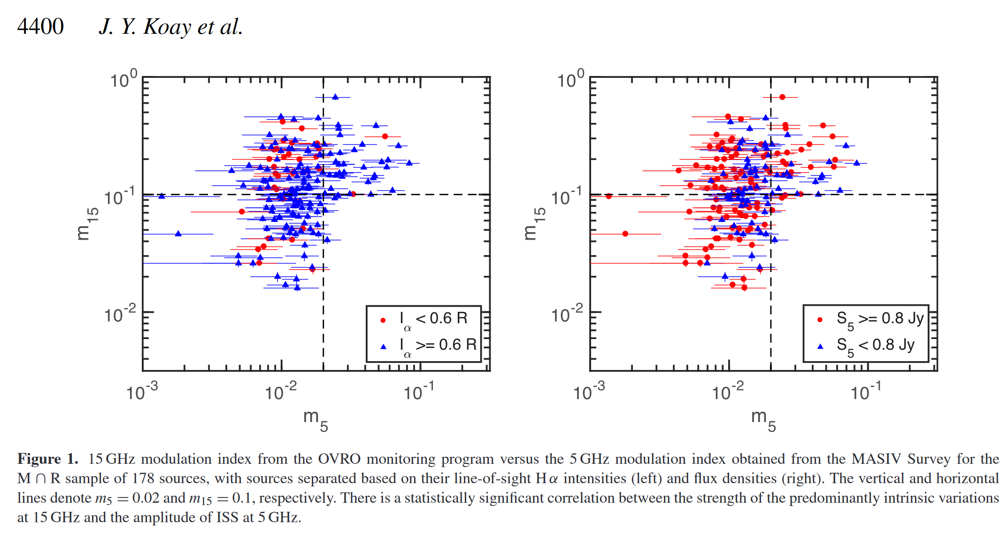 4400 J. Y. Koay et al.
10^0
10^-1
10^-2
m_15
10^-3 10^-2 10^-1
m_5
I_α < 0.6 R
I_α >= 0.6 R
10^0
10^-1
10^-2
m_15
10^-3 10^-2 10^-1
m_5
S_5 >= 0.8 Jy
S_5 < 0.8 Jy
Figure 1. 15 GHz modulation index from the OVRO monitoring program versus the 5 GHz modulation index obtained from the MASIV Survey for the
M ∩ R sample of 178 sources, with sources separated based on their line-of-sight H α intensities (left) and flux densities (right). The vertical and horizontal
lines denote m_5 = 0.02 and m_15 = 0.1, respectively. There is a statistically significant correlation between the strength of the predominantly intrinsic variations
at 15 GHz and the amplitude of ISS at 5 GHz.